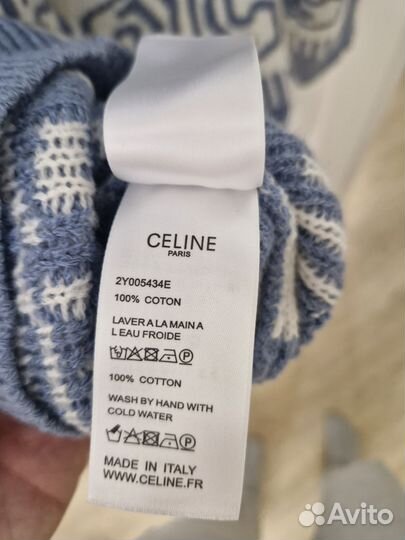 CELINE
PARIS
2Y005434E
100% COTON
LAVER A LA MAIN A
L EAU FROIDE
100% COTTON
WASH BY HAND WITH
COLD WATER
MADE IN ITALY
WWW.CELINE.FR
Avito